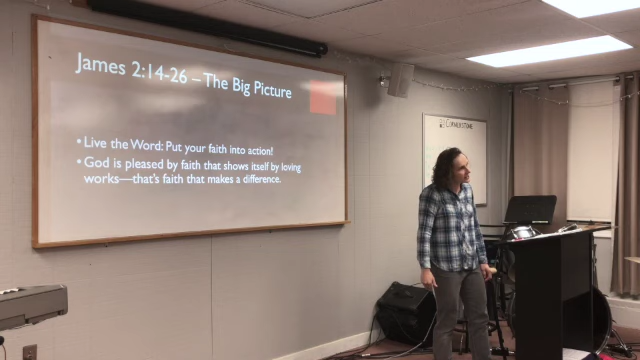 James 2:14-26 – The Big Picture
• Live the Word: Put your faith into action!
• God is pleased by faith that shows itself by loving
works—that's faith that makes a difference.
CORNERSTONE